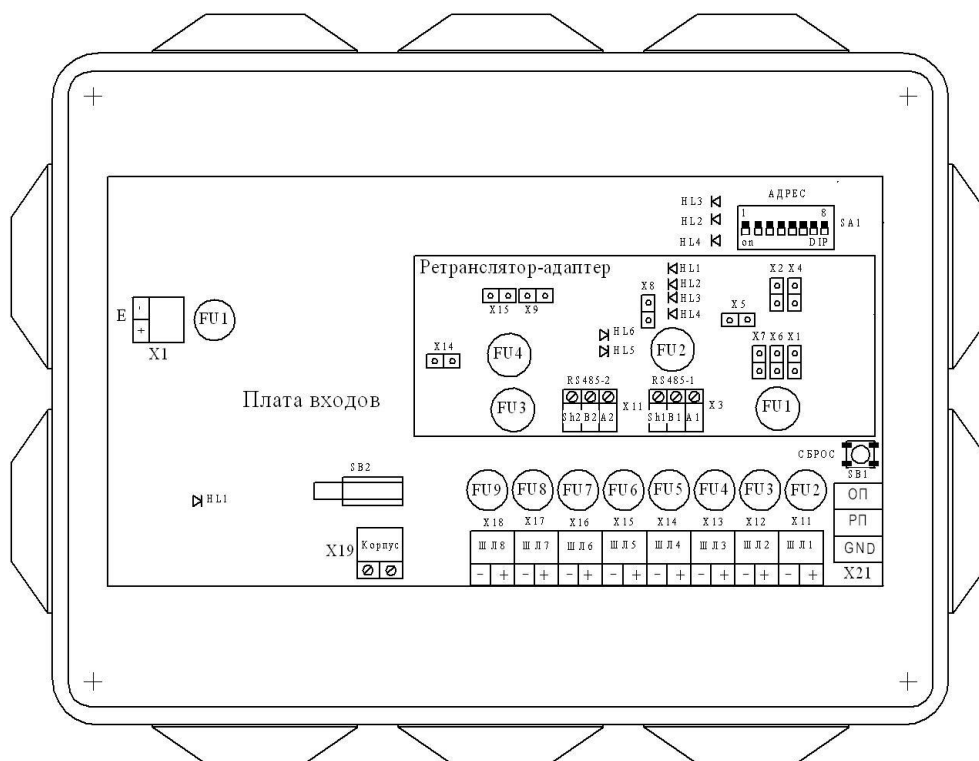 АДРЕС
HL3
HL2
HL4
1 8
SA1
on DIP
Ретранслятор-адаптер
HL1
HL2
HL3
HL4
X2 X4
X8
X15 X9
X5
E
-
+
FU1
X1
HL6
HL5
X14
FU4
FU2
X7 X6 X1
Плата входов
RS485-2
RS485-1
FU3
Sh2 B2 A2
X11
Sh1 B1 A1
X3
FU1
СБРОС
SB1
SB2
HL1
FU9 FU8 FU7 FU6 FU5 FU4 FU3 FU2
ОП
X18 X17 X16 X15 X14 X13 X12 X11
РП
X19
Корпус
ШЛ8 ШЛ7 ШЛ6 ШЛ5 ШЛ4 ШЛ3 ШЛ2 ШЛ1
GND
- + - + - + - + - + - + - + - +
X21